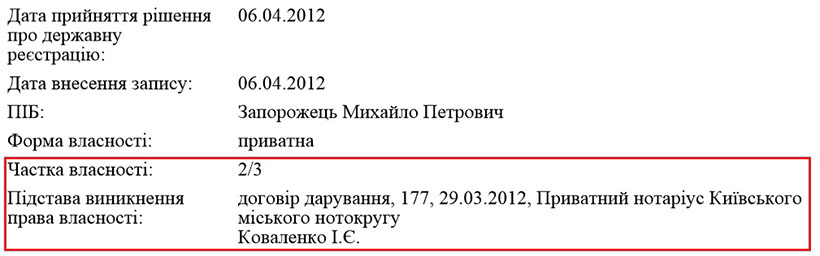 Дата прийняття рішення 06.04.2012
про державну
реєстрацію:
Дата внесення запису: 06.04.2012
ПІБ: Запорожець Михайло Петрович
Форма власності: приватна
Частка власності: 2/3
Підстава виникнення договір дарування, 177, 29.03.2012, Приватний нотаріус Київського
права власності: міського нотокругу
Коваленко І.Є.